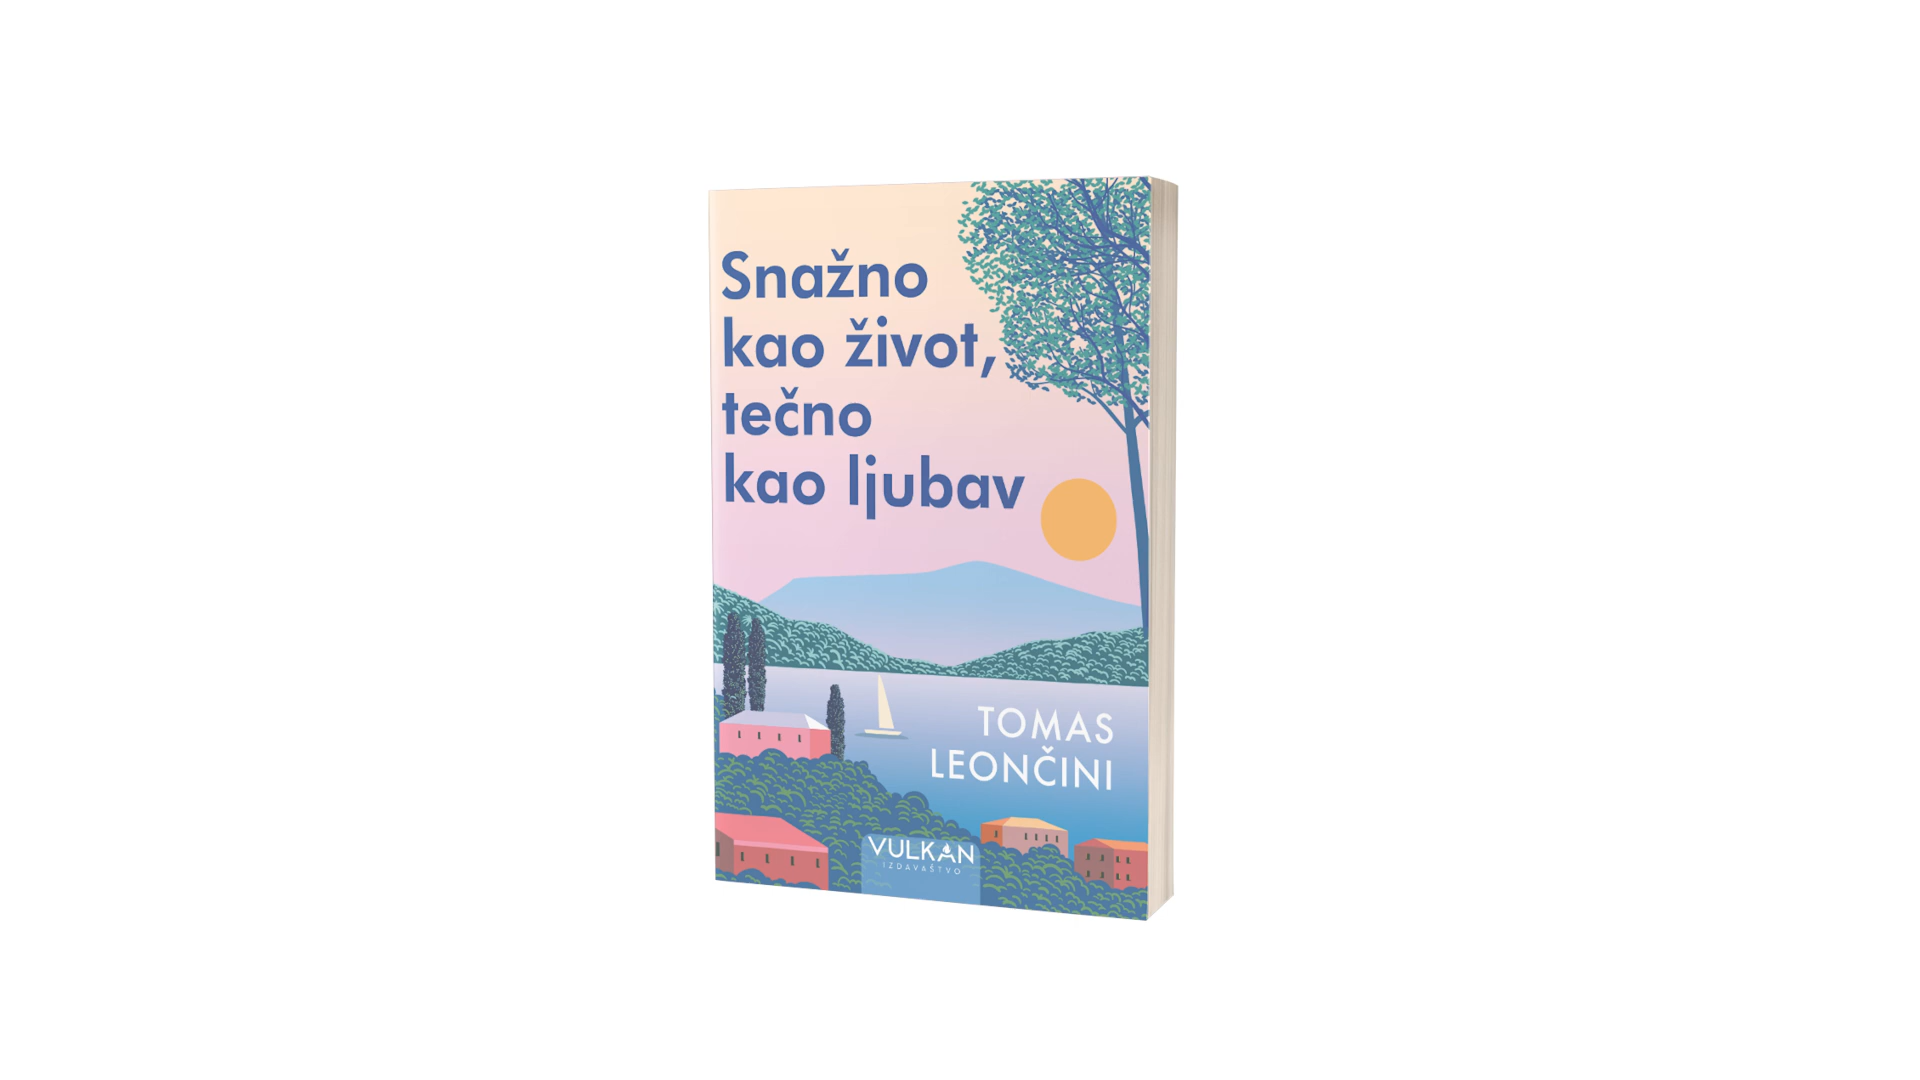 Snažno
kao život,
tečno
kao ljubav
TOMAS
LEONČINI
VULKAN
IZDAVAŠTVO